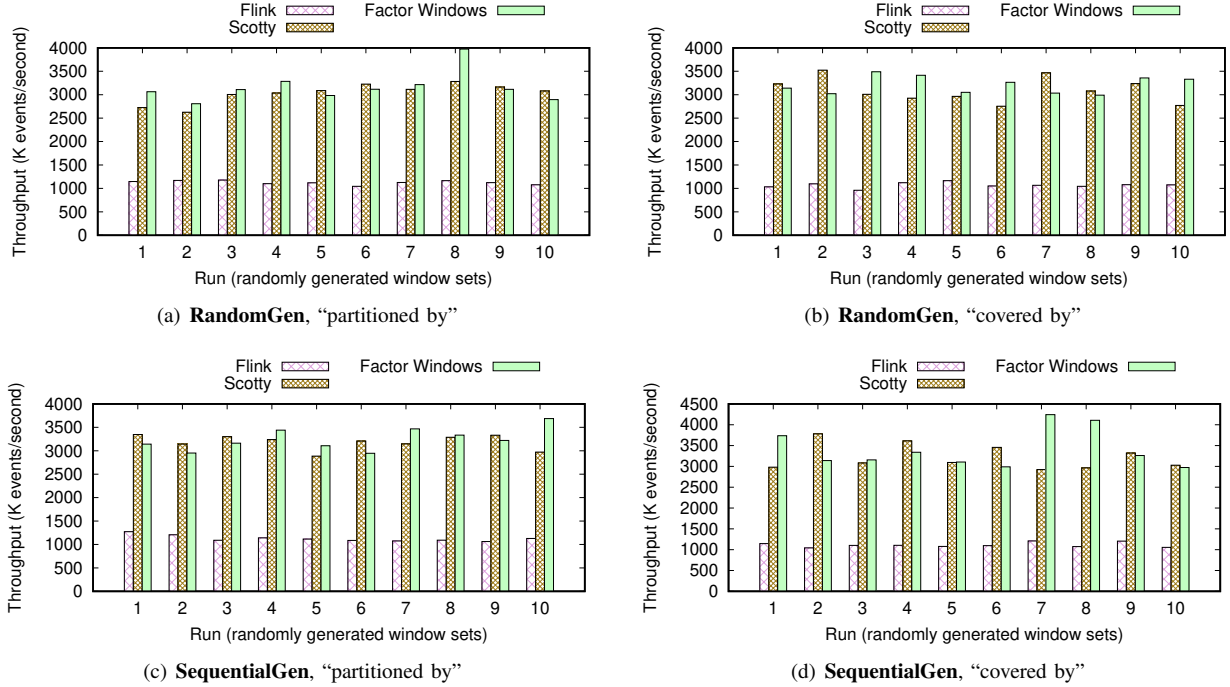 Flink
Scotty
Factor Windows
Throughput (K events/second)
4000
3500
3000
2500
2000
1500
1000
500
0
1 2 3 4 5 6 7 8 9 10
Run (randomly generated window sets)
(a) RandomGen, “partitioned by”
Flink
Scotty
Factor Windows
Throughput (K events/second)
4000
3500
3000
2500
2000
1500
1000
500
0
1 2 3 4 5 6 7 8 9 10
Run (randomly generated window sets)
(b) RandomGen, “covered by”
Flink
Scotty
Factor Windows
Throughput (K events/second)
4000
3500
3000
2500
2000
1500
1000
500
0
1 2 3 4 5 6 7 8 9 10
Run (randomly generated window sets)
(c) SequentialGen, “partitioned by”
Flink
Scotty
Factor Windows
Throughput (K events/second)
4500
4000
3500
3000
2500
2000
1500
1000
500
0
1 2 3 4 5 6 7 8 9 10
Run (randomly generated window sets)
(d) SequentialGen, “covered by”